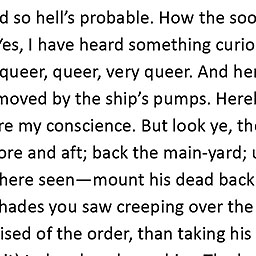 d so hell’s probable. How the soo
Yes, I have heard something curio
queer, queer, very queer. And her
moved by the ship’s pumps. Herel
re my conscience. But look ye, the
ore and aft; back the main-yard; u
here seen—mount his dead back
hades you saw creeping over the
ised of the order, than taking his